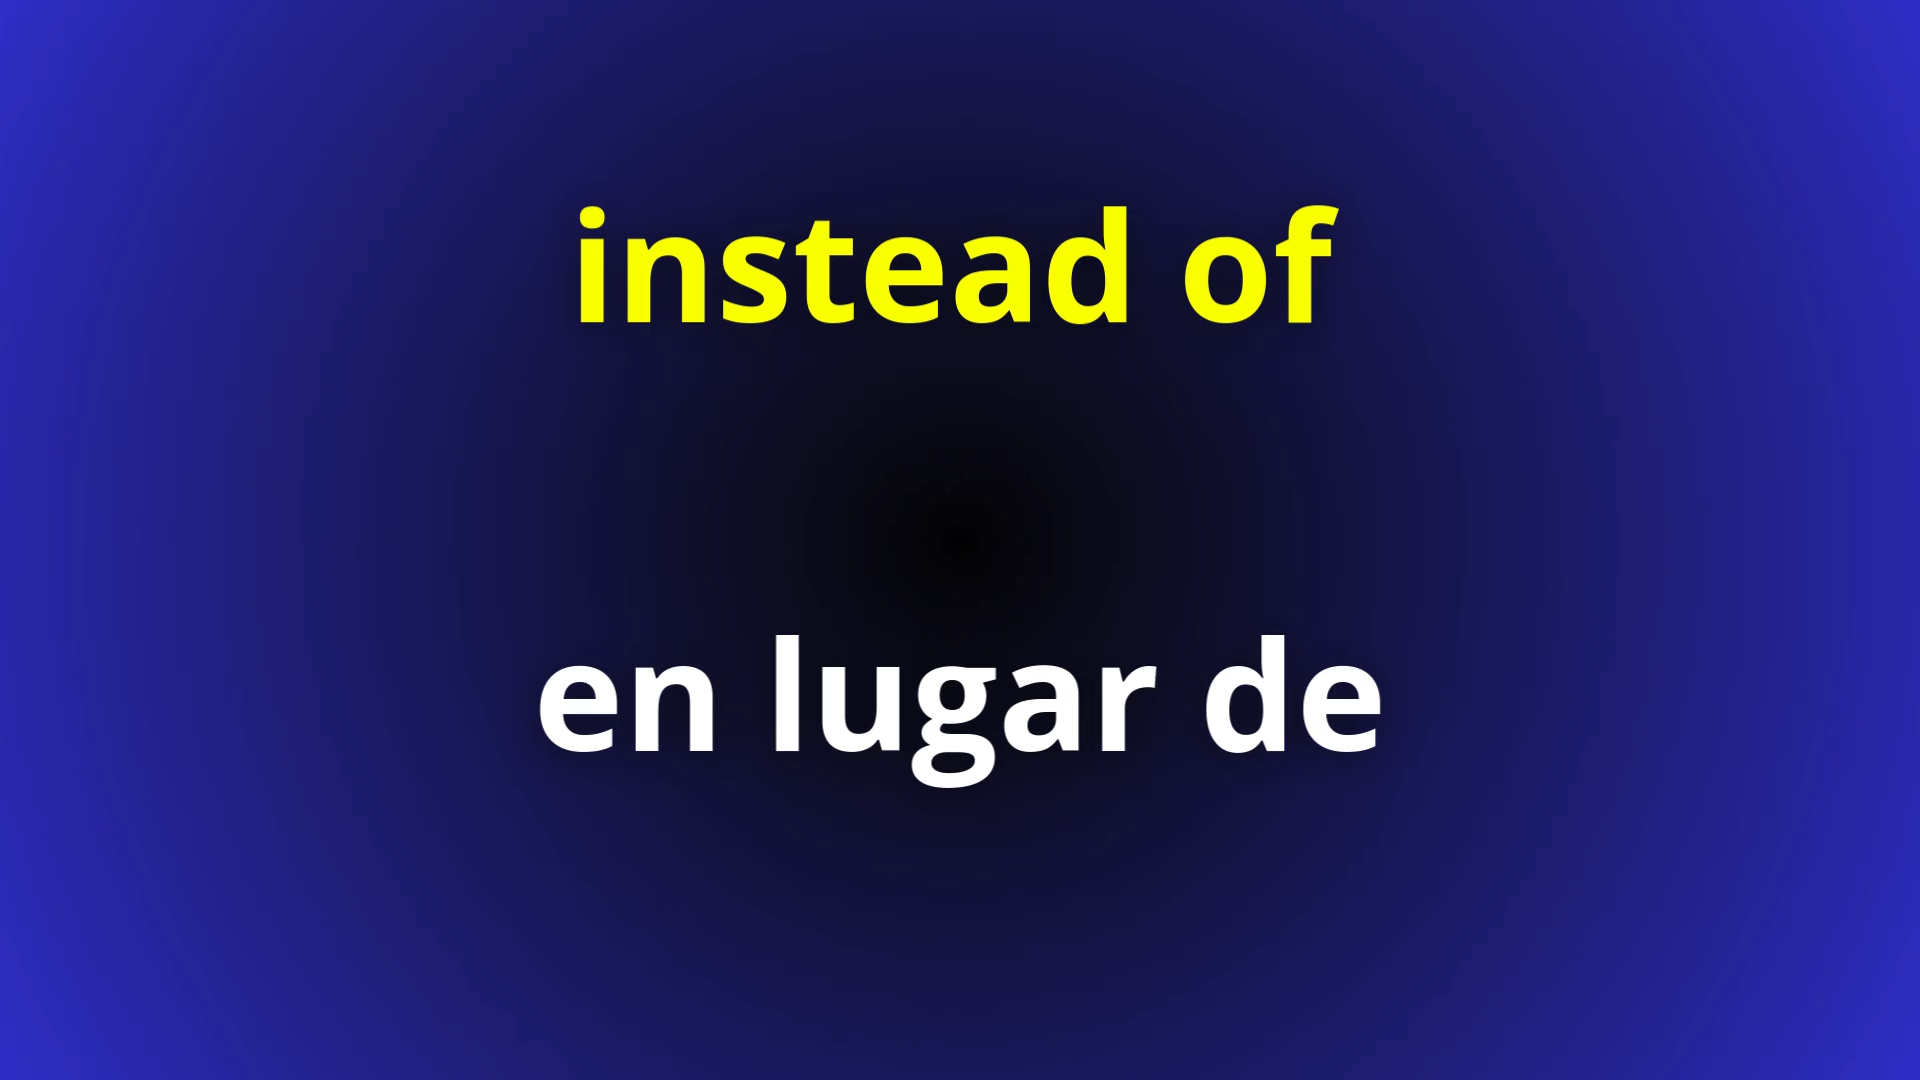 instead of
en lugar de